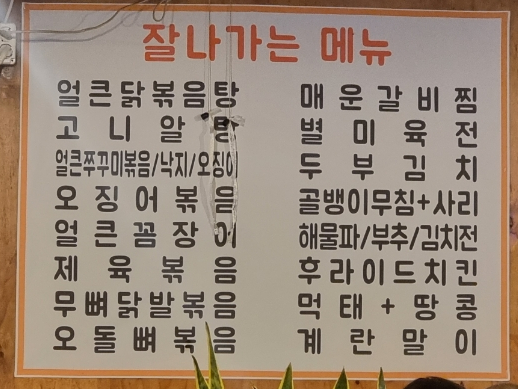 잘나가는 메뉴
얼큰닭볶음탕
고니알탕
얼큰쭈꾸미볶음/낙지/오징어
오징어볶음
얼큰꼼장어
제육볶음
무뼈닭발볶음
오돌뼈볶음
매운갈비찜
별미육전
두부김치
골뱅이무침+사리
해물파/부추/김치전
후라이드치킨
먹태+땅콩
계란말이